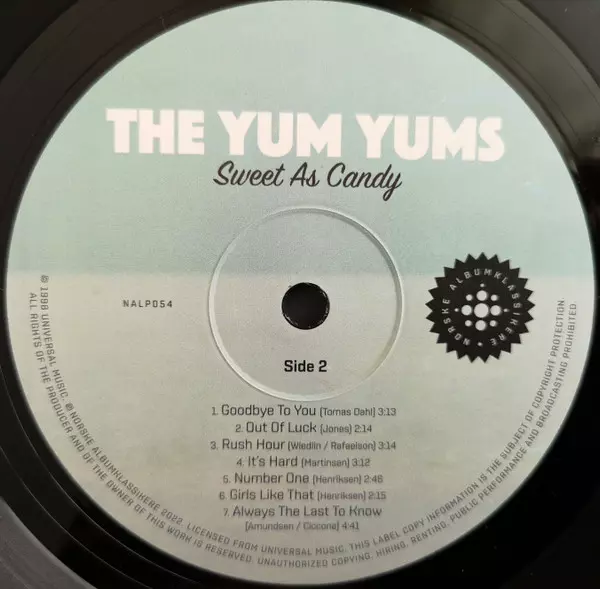 THE YUM YUMS
Sweet As Candy
NALP054
NORSKE ALBUMKLASSIKERE
Side 2
1. Goodbye To You (Tomas Dahl) 3:13
2. Out Of Luck (Jones) 2:14
3. Rush Hour (Wiedlin / Rafaelson) 3:14
4. It's Hard (Martinsen) 3:12
5. Number One (Henriksen) 2:46
6. Girls Like That (Henriksen) 2:15
7. Always The Last To Know
(Amundsen / Ciccone) 4:41
℗ 1998 UNIVERSAL MUSIC. © NORSKE ALBUMKLASSIKERE 2022. LICENSED FROM UNIVERSAL MUSIC. THIS LABEL COPY INFORMATION IS THE SUBJECT OF COPYRIGHT PROTECTION
ALL RIGHTS OF THE PRODUCER AND OF THE OWNER OF THIS WORK IS RESERVED. UNAUTHORIZED COPYING, HIRING, RENTING, PUBLIC PERFORMANCE AND BROADCASTING PROHIBITED.